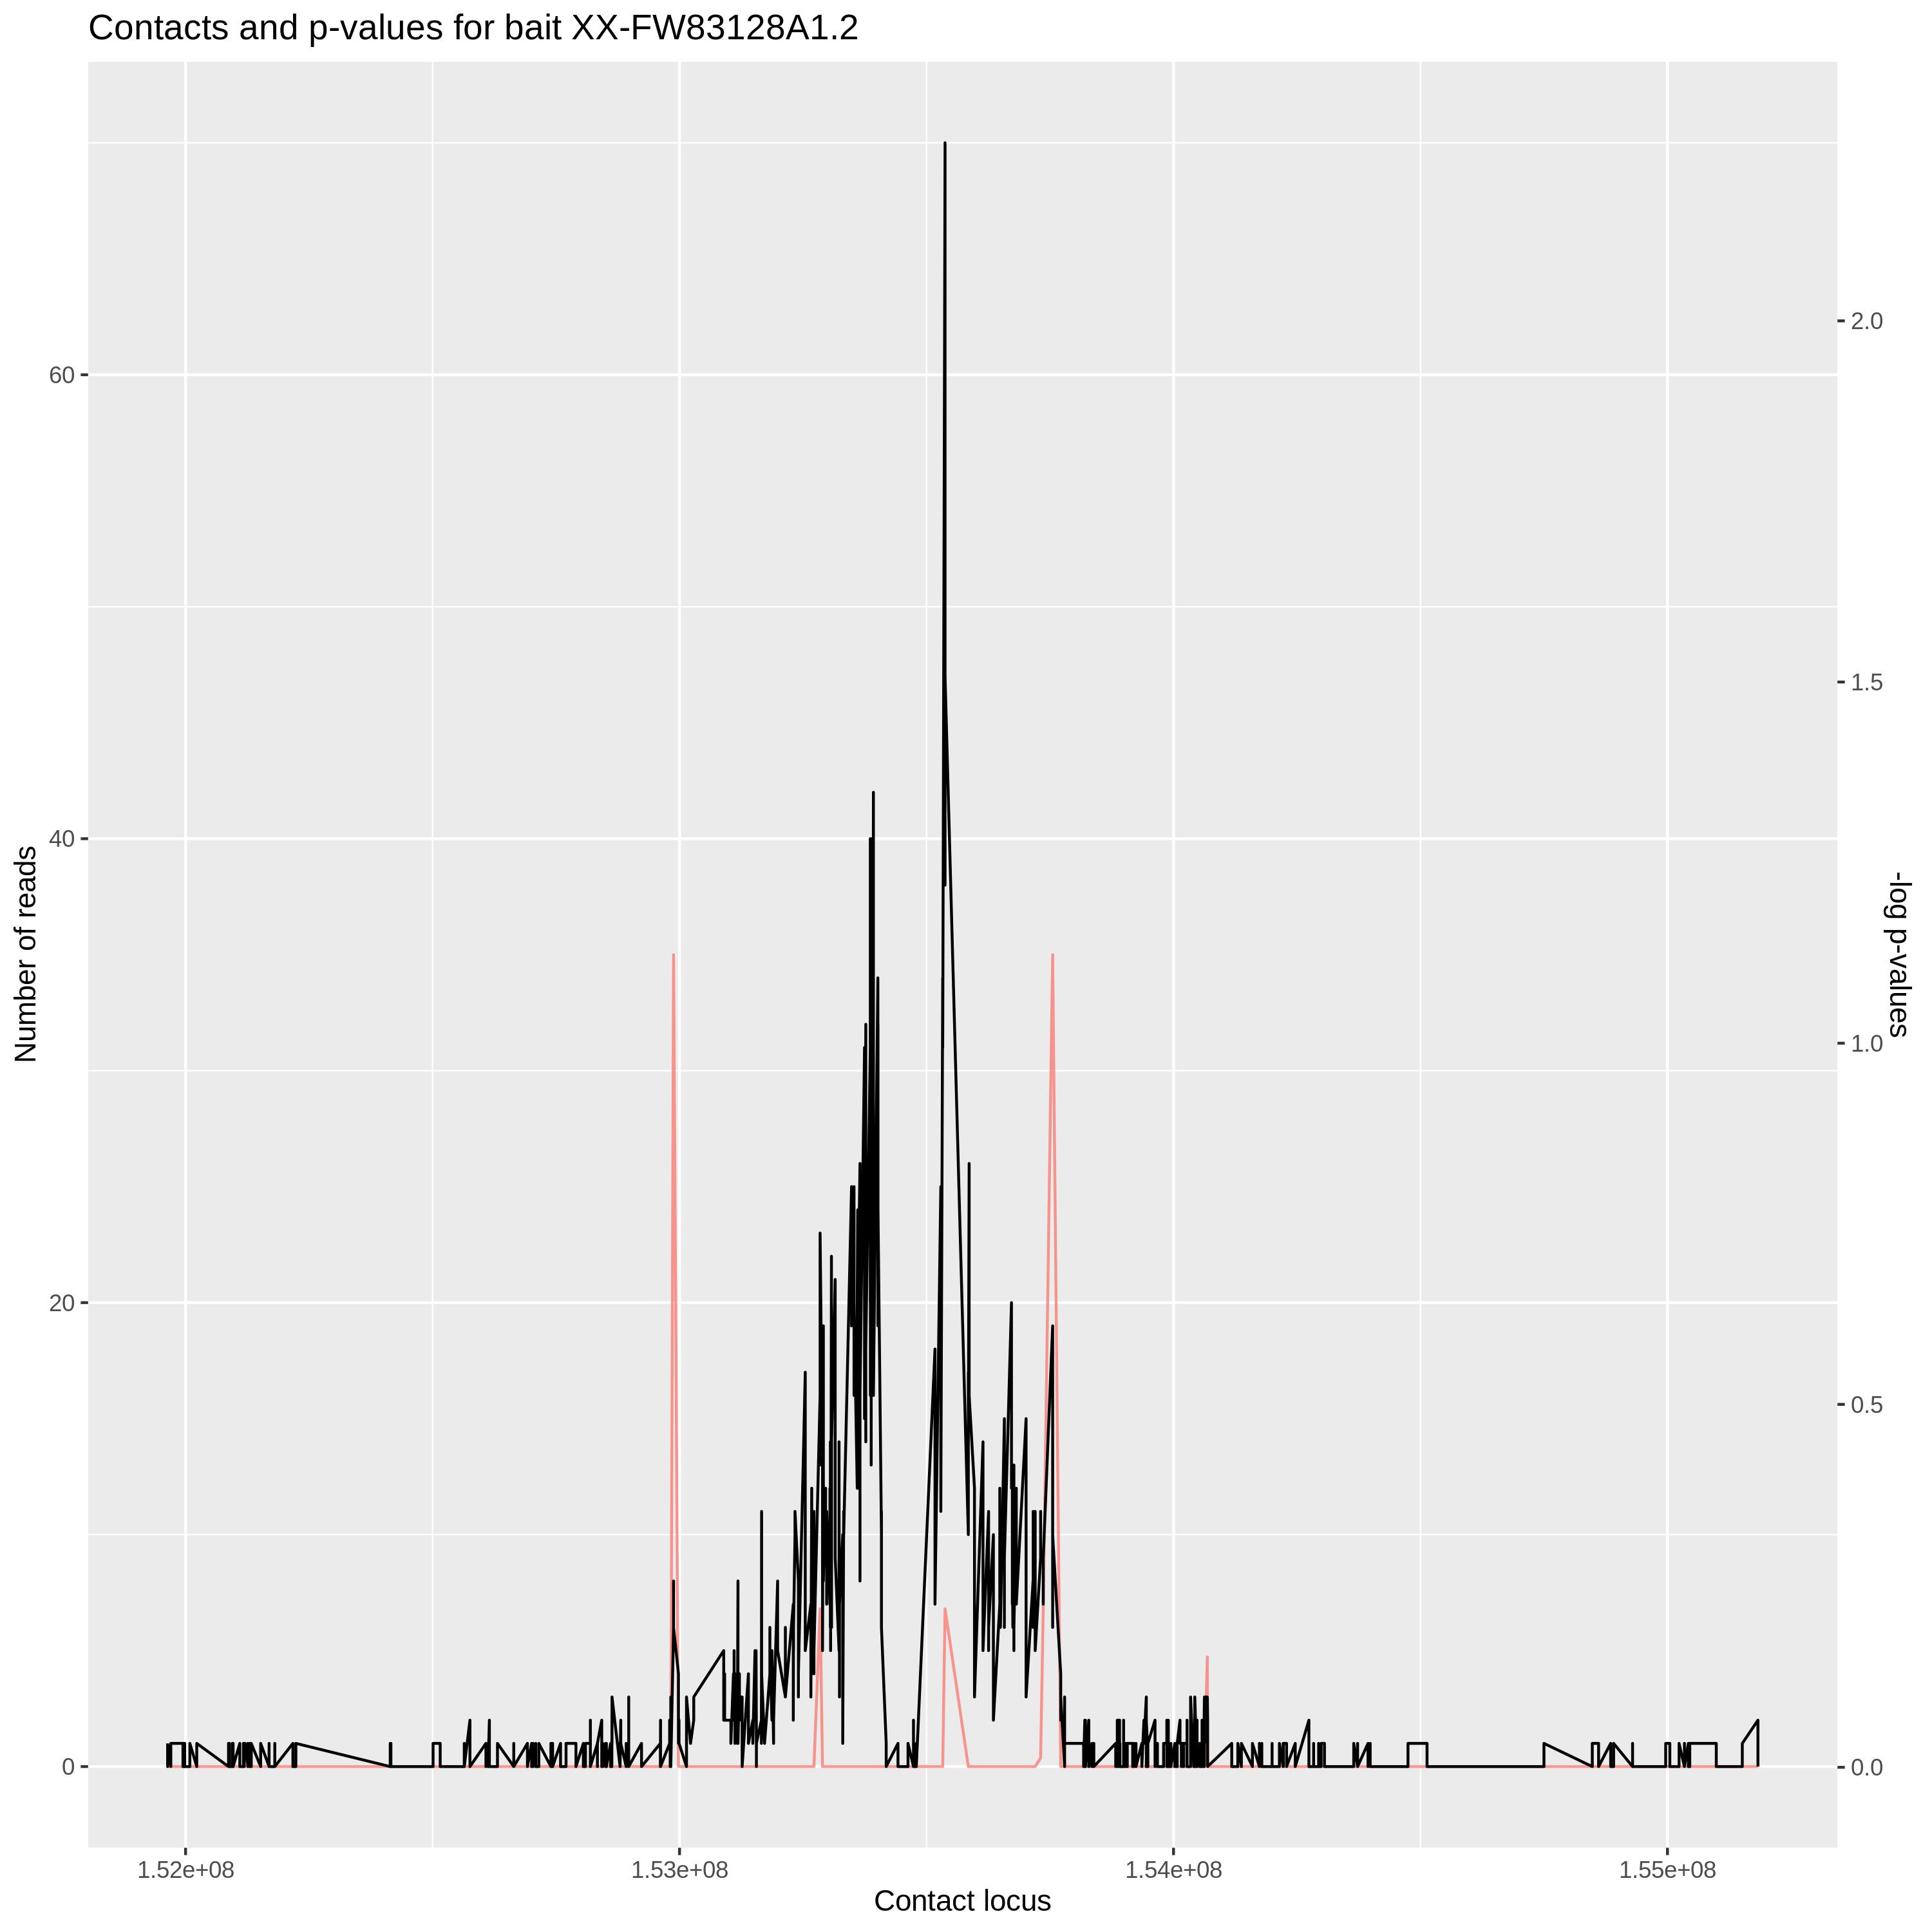 Contacts and p-values for bait XX-FW83128A1.2
Number of reads
60
40
20
0
2.0
1.5
1.0
0.5
0.0
-log p-values
1.52e+08
1.53e+08
1.54e+08
1.55e+08
Contact locus